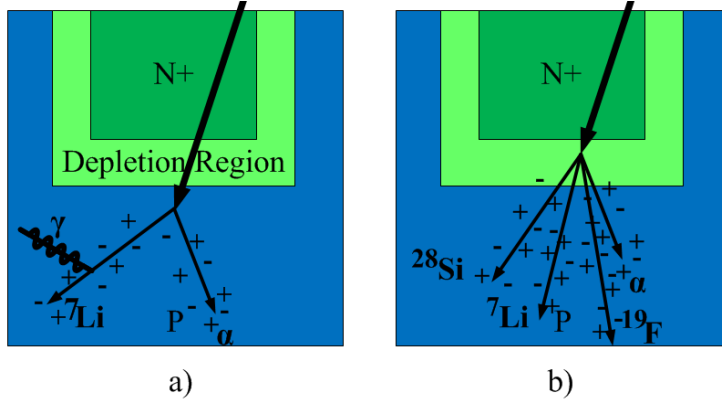 N+
Depletion Region
γ
⁷Li
P
α
a)
N+
²⁸Si
⁷Li
P
α
¹⁹F
b)